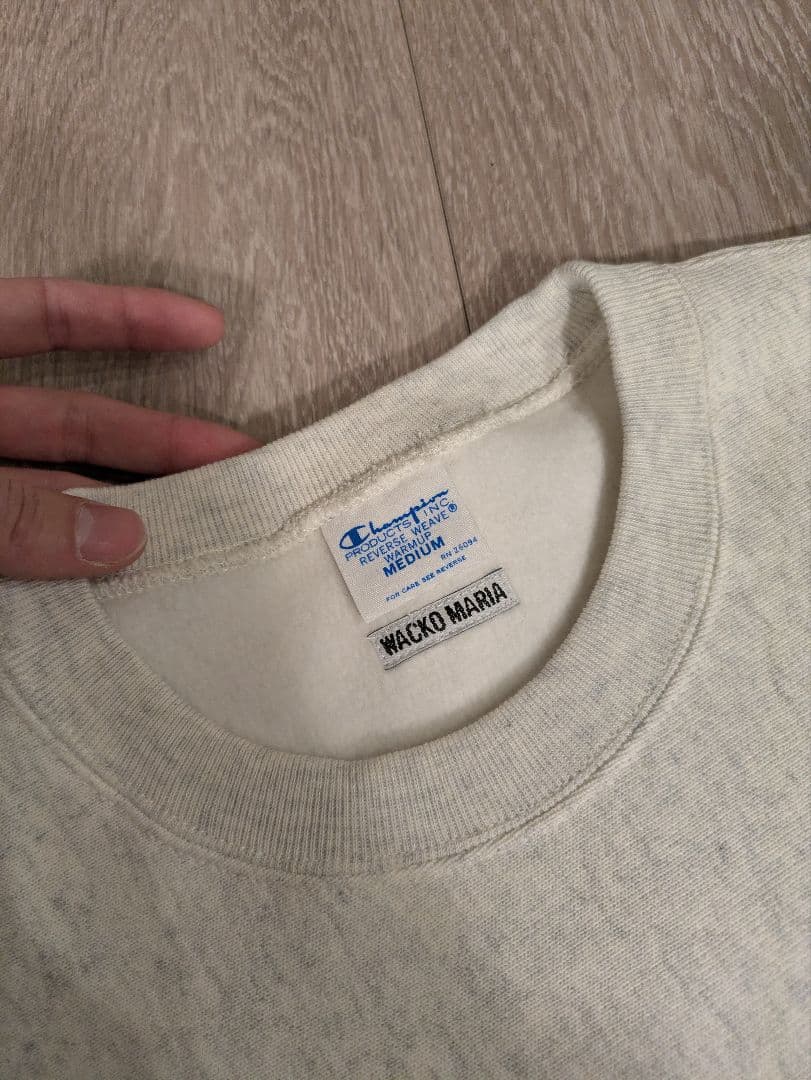 Champion
PRODUCTS INC.
REVERSE WEAVE®
WARMUP
MEDIUM
RN 26094
FOR CARE SEE REVERSE
WACKO MARIA